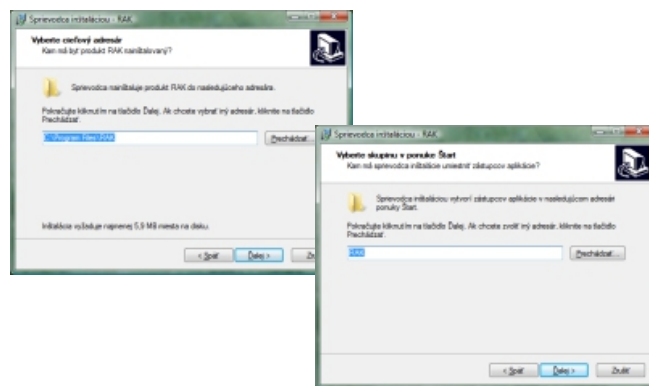 Sprievodca inštaláciou - RAK
Vyberte cieľový adresár
Kam má byť produkt RAK nainštalovaný?
Sprievodca nainštaluje produkt RAK do nasledujúceho adresára.
Pokračujte kliknutím na tlačidlo Ďalej. Ak chcete vybrať iný adresár, kliknite na tlačidlo
Prechádzať.
C:\Program Files\RAK
Prechádzať...
Inštalácia vyžaduje najmenej 5,9 MB miesta na disku.
< Späť
Ďalej >
Sprievodca inštaláciou - RAK
Vyberte skupinu v ponuke Štart
Kam má sprievodca inštalácie umiestniť zástupcov aplikácie?
Sprievodca inštaláciou vytvorí zástupcov aplikácie v nasledujúcom adresári
ponuky Štart.
Pokračujte kliknutím na tlačidlo Ďalej. Ak chcete zvoliť iný adresár, kliknite na tlačidlo
Prechádzať.
RAK
Prechádzať...
< Späť
Ďalej >
Zrušiť